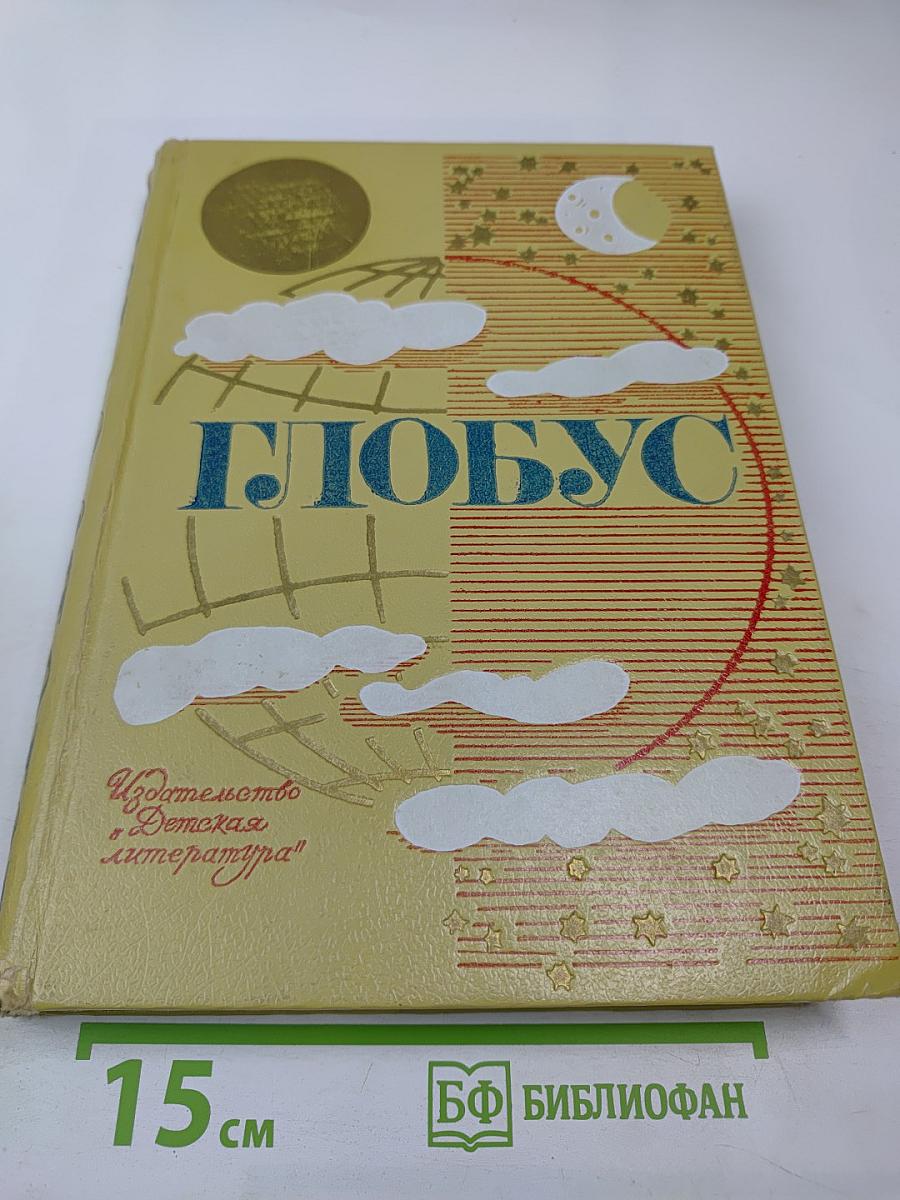 ГЛОБУС
Издательство
„Детская
литература"
15 см
БФ БИБЛИОФАН